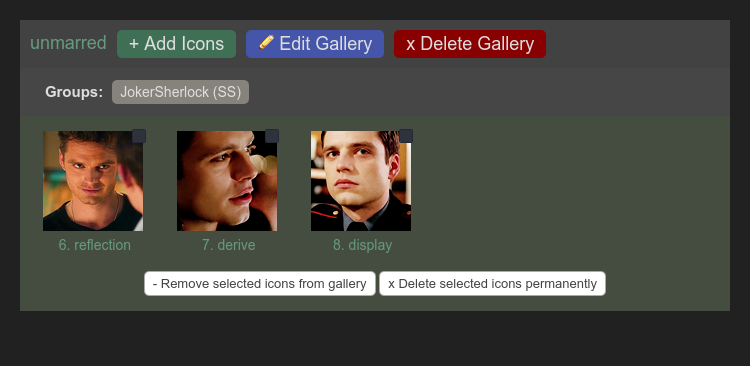 unmarred + Add Icons Edit Gallery x Delete Gallery
Groups: JokerSherlock (SS)
6. reflection 7. derive 8. display
- Remove selected icons from gallery x Delete selected icons permanently